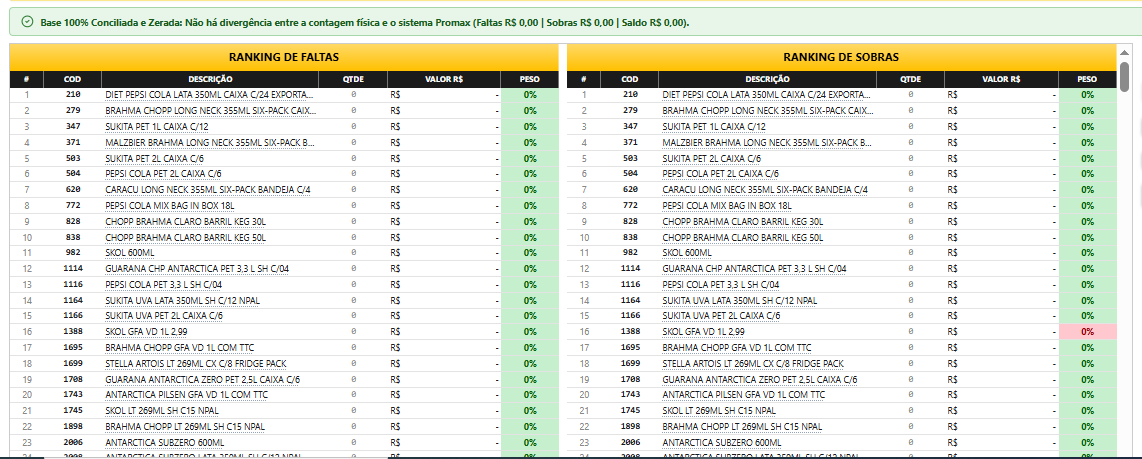 Base 100% Conciliada e Zerada: Não há divergência entre a contagem física e o sistema Promax (Faltas R$ 0,00 | Sobras R$ 0,00 | Saldo R$ 0,00).
RANKING DE FALTAS RANKING DE SOBRAS
# COD DESCRIÇÃO QTDE VALOR R$ PESO # COD DESCRIÇÃO QTDE VALOR R$ PESO
1 210 DIET PEPSI COLA LATA 350ML CAIXA C/24 EXPORTA... 0 R$ - 0% 1 210 DIET PEPSI COLA LATA 350ML CAIXA C/24 EXPORTA... 0 R$ - 0%
2 279 BRAHMA CHOPP LONG NECK 355ML SIX-PACK CAIX... 0 R$ - 0% 2 279 BRAHMA CHOPP LONG NECK 355ML SIX-PACK CAIX... 0 R$ - 0%
3 347 SUKITA PET 1L CAIXA C/12 0 R$ - 0% 3 347 SUKITA PET 1L CAIXA C/12 0 R$ - 0%
4 371 MALZBIER BRAHMA LONG NECK 355ML SIX-PACK B... 0 R$ - 0% 4 371 MALZBIER BRAHMA LONG NECK 355ML SIX-PACK B... 0 R$ - 0%
5 503 SUKITA PET 2L CAIXA C/6 0 R$ - 0% 5 503 SUKITA PET 2L CAIXA C/6 0 R$ - 0%
6 504 PEPSI COLA PET 2L CAIXA C/6 0 R$ - 0% 6 504 PEPSI COLA PET 2L CAIXA C/6 0 R$ - 0%
7 620 CARACU LONG NECK 355ML SIX-PACK BANDEJA C/4 0 R$ - 0% 7 620 CARACU LONG NECK 355ML SIX-PACK BANDEJA C/4 0 R$ - 0%
8 772 PEPSI COLA MIX BAG IN BOX 18L 0 R$ - 0% 8 772 PEPSI COLA MIX BAG IN BOX 18L 0 R$ - 0%
9 828 CHOPP BRAHMA CLARO BARRIL KEG 30L 0 R$ - 0% 9 828 CHOPP BRAHMA CLARO BARRIL KEG 30L 0 R$ - 0%
10 838 CHOPP BRAHMA CLARO BARRIL KEG 50L 0 R$ - 0% 10 838 CHOPP BRAHMA CLARO BARRIL KEG 50L 0 R$ - 0%
11 982 SKOL 600ML 0 R$ - 0% 11 982 SKOL 600ML 0 R$ - 0%
12 1114 GUARANA CHP ANTARCTICA PET 3,3 L SH C/04 0 R$ - 0% 12 1114 GUARANA CHP ANTARCTICA PET 3,3 L SH C/04 0 R$ - 0%
13 1116 PEPSI COLA PET 3,3 L SH C/04 0 R$ - 0% 13 1116 PEPSI COLA PET 3,3 L SH C/04 0 R$ - 0%
14 1164 SUKITA UVA LATA 350ML SH C/12 NPAL 0 R$ - 0% 14 1164 SUKITA UVA LATA 350ML SH C/12 NPAL 0 R$ - 0%
15 1166 SUKITA UVA PET 2L CAIXA C/6 0 R$ - 0% 15 1166 SUKITA UVA PET 2L CAIXA C/6 0 R$ - 0%
16 1388 SKOL GFA VD 1L 2,99 0 R$ - 0% 16 1388 SKOL GFA VD 1L 2,99 0 R$ - 0%
17 1695 BRAHMA CHOPP GFA VD 1L COM TTC 0 R$ - 0% 17 1695 BRAHMA CHOPP GFA VD 1L COM TTC 0 R$ - 0%
18 1699 STELLA ARTOIS LT 269ML CX C/8 FRIDGE PACK 0 R$ - 0% 18 1699 STELLA ARTOIS LT 269ML CX C/8 FRIDGE PACK 0 R$ - 0%
19 1708 GUARANA ANTARCTICA ZERO PET 2,5L CAIXA C/6 0 R$ - 0% 19 1708 GUARANA ANTARCTICA ZERO PET 2,5L CAIXA C/6 0 R$ - 0%
20 1743 ANTARCTICA PILSEN GFA VD 1L COM TTC 0 R$ - 0% 20 1743 ANTARCTICA PILSEN GFA VD 1L COM TTC 0 R$ - 0%
21 1745 SKOL LT 269ML SH C15 NPAL 0 R$ - 0% 21 1745 SKOL LT 269ML SH C15 NPAL 0 R$ - 0%
22 1898 BRAHMA CHOPP LT 269ML SH C15 NPAL 0 R$ - 0% 22 1898 BRAHMA CHOPP LT 269ML SH C15 NPAL 0 R$ - 0%
23 2006 ANTARCTICA SUBZERO 600ML 0 R$ - 0% 23 2006 ANTARCTICA SUBZERO 600ML 0 R$ - 0%